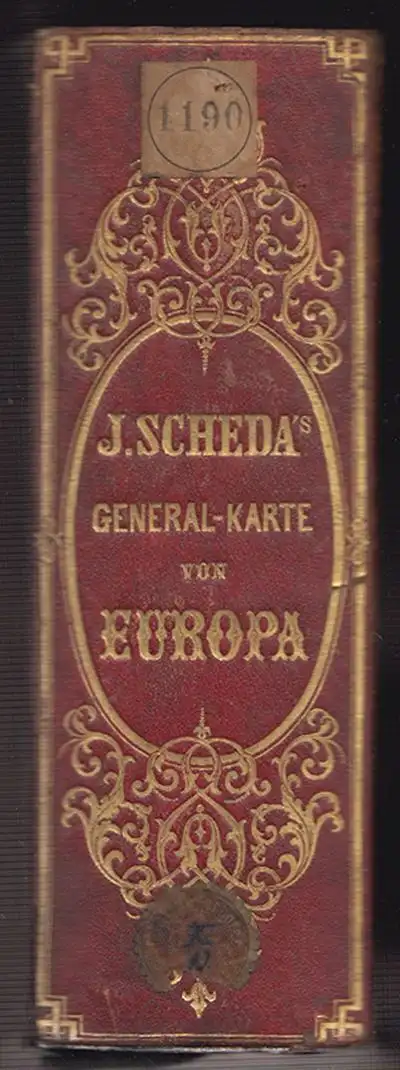 1190
J. SCHEDA's
GENERAL-KARTE
VON
EUROPA